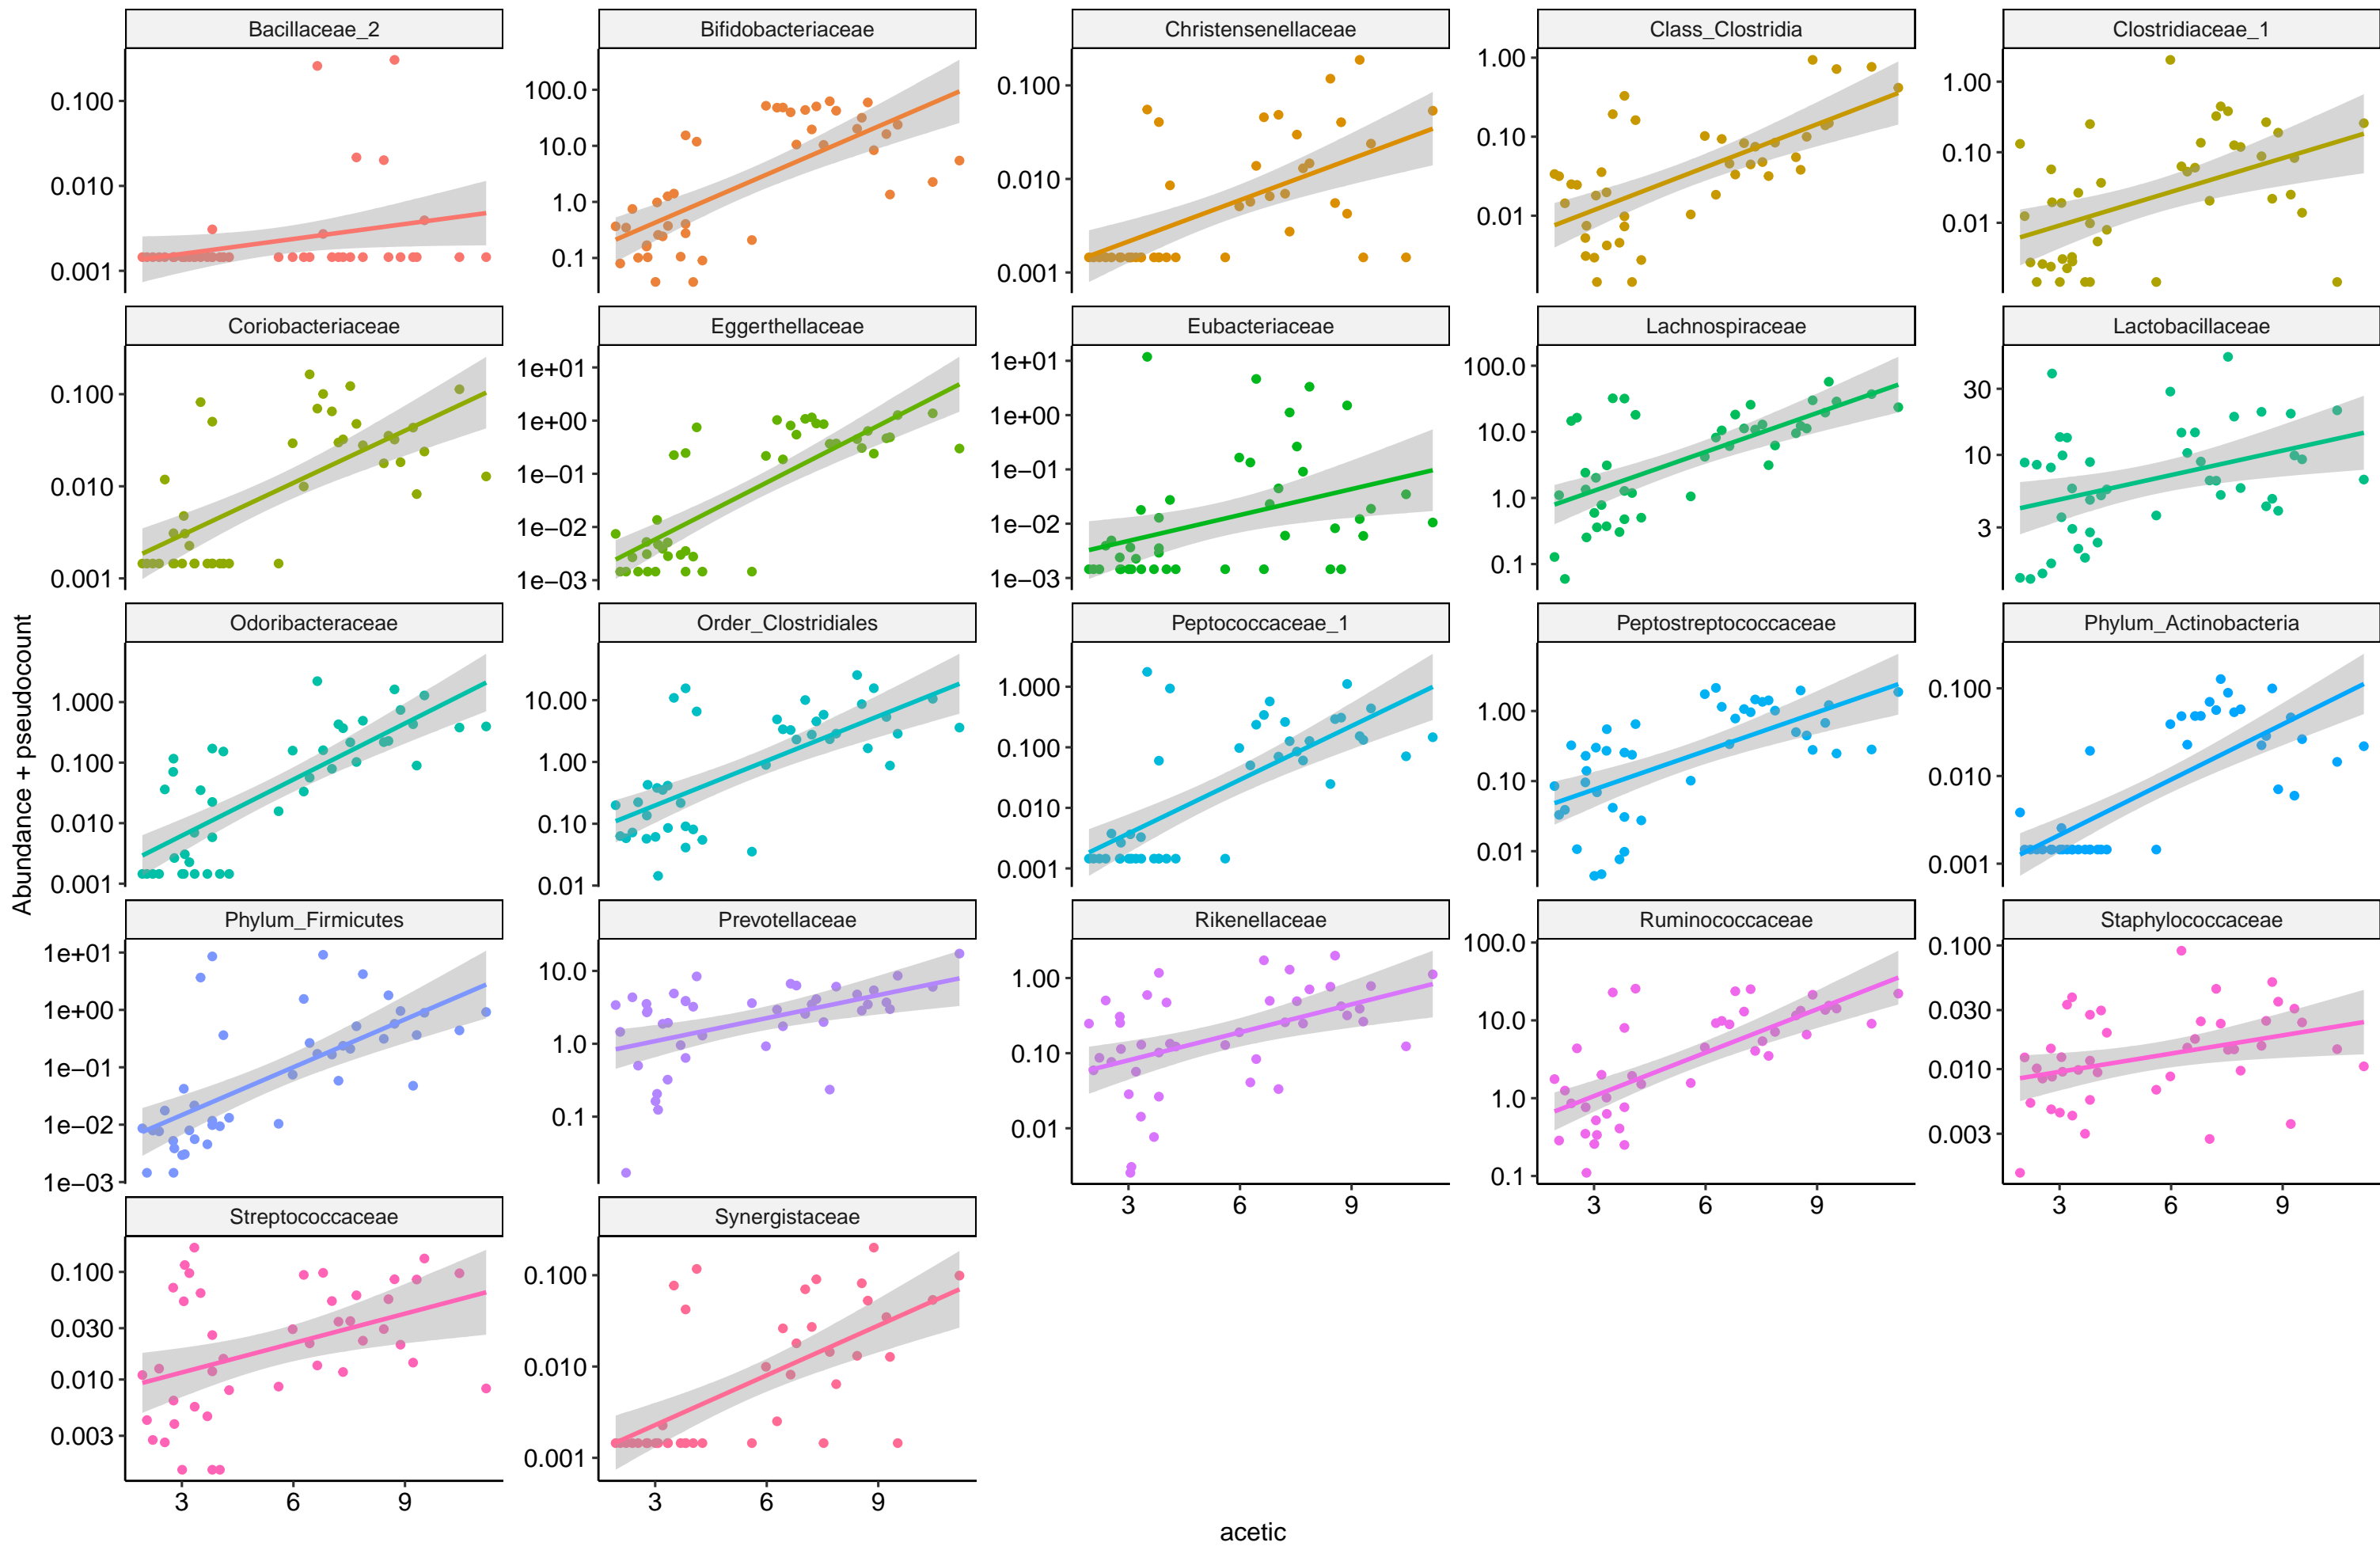 Bacillaceae_2
Bifidobacteriaceae
Christensenellaceae
Class_Clostridia
Clostridiaceae_1
0.100
0.010
0.001
100.0
10.0
1.0
0.1
0.100
0.010
0.001
1.00
0.10
0.01
1.00
0.10
0.01
Coriobacteriaceae
Eggerthellaceae
Eubacteriaceae
Lachnospiraceae
Lactobacillaceae
0.100
0.010
0.001
1e+01
1e+00
1e−01
1e−02
1e−03
1e+01
1e+00
1e−01
1e−02
1e−03
100.0
10.0
1.0
0.1
30
10
3
Odoribacteraceae
Order_Clostridiales
Peptococcaceae_1
Peptostreptococcaceae
Phylum_Actinobacteria
1.000
0.100
0.010
0.001
10.00
1.00
0.10
0.01
1.000
0.100
0.010
0.001
1.00
0.10
0.01
0.100
0.010
0.001
Abundance + pseudocount
Phylum_Firmicutes
Prevotellaceae
Rikenellaceae
Ruminococcaceae
Staphylococcaceae
1e+01
1e+00
1e−01
1e−02
1e−03
10.0
1.0
0.1
1.00
0.10
0.01
100.0
10.0
1.0
0.1
0.100
0.030
0.010
0.003
3 6 9
3 6 9
3 6 9
Streptococcaceae
Synergistaceae
0.100
0.030
0.010
0.003
0.100
0.010
0.001
3 6 9
3 6 9
acetic